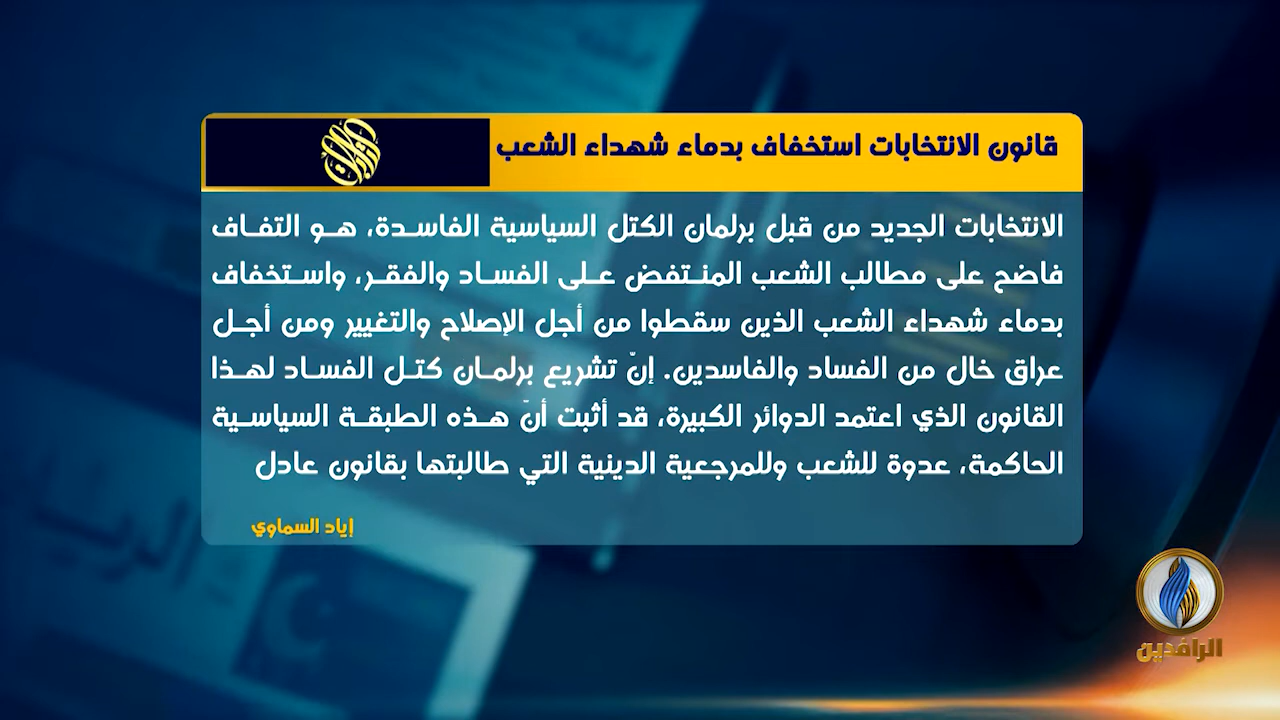 قانون الانتخابات استخفاف بدماء شهداء الشعب
الانتخابات الجديد من قبل برلمان الكتل السياسية الفاسدة، هو التفاف
فاضح على مطالب الشعب المنتفض على الفساد والفقر، واستخفاف
بدماء شهداء الشعب الذين سقطوا من أجل الإصلاح والتغيير ومن أجل
عراق خال من الفساد والفاسدين. إنّ تشريع برلمان كتل الفساد لهذا
القانون الذي اعتمد الدوائر الكبيرة، قد أثبت أنّ هذه الطبقة السياسية
الحاكمة، عدوة للشعب وللمرجعية الدينية التي طالبتها بقانون عادل
إياد السماوي
الرافدين